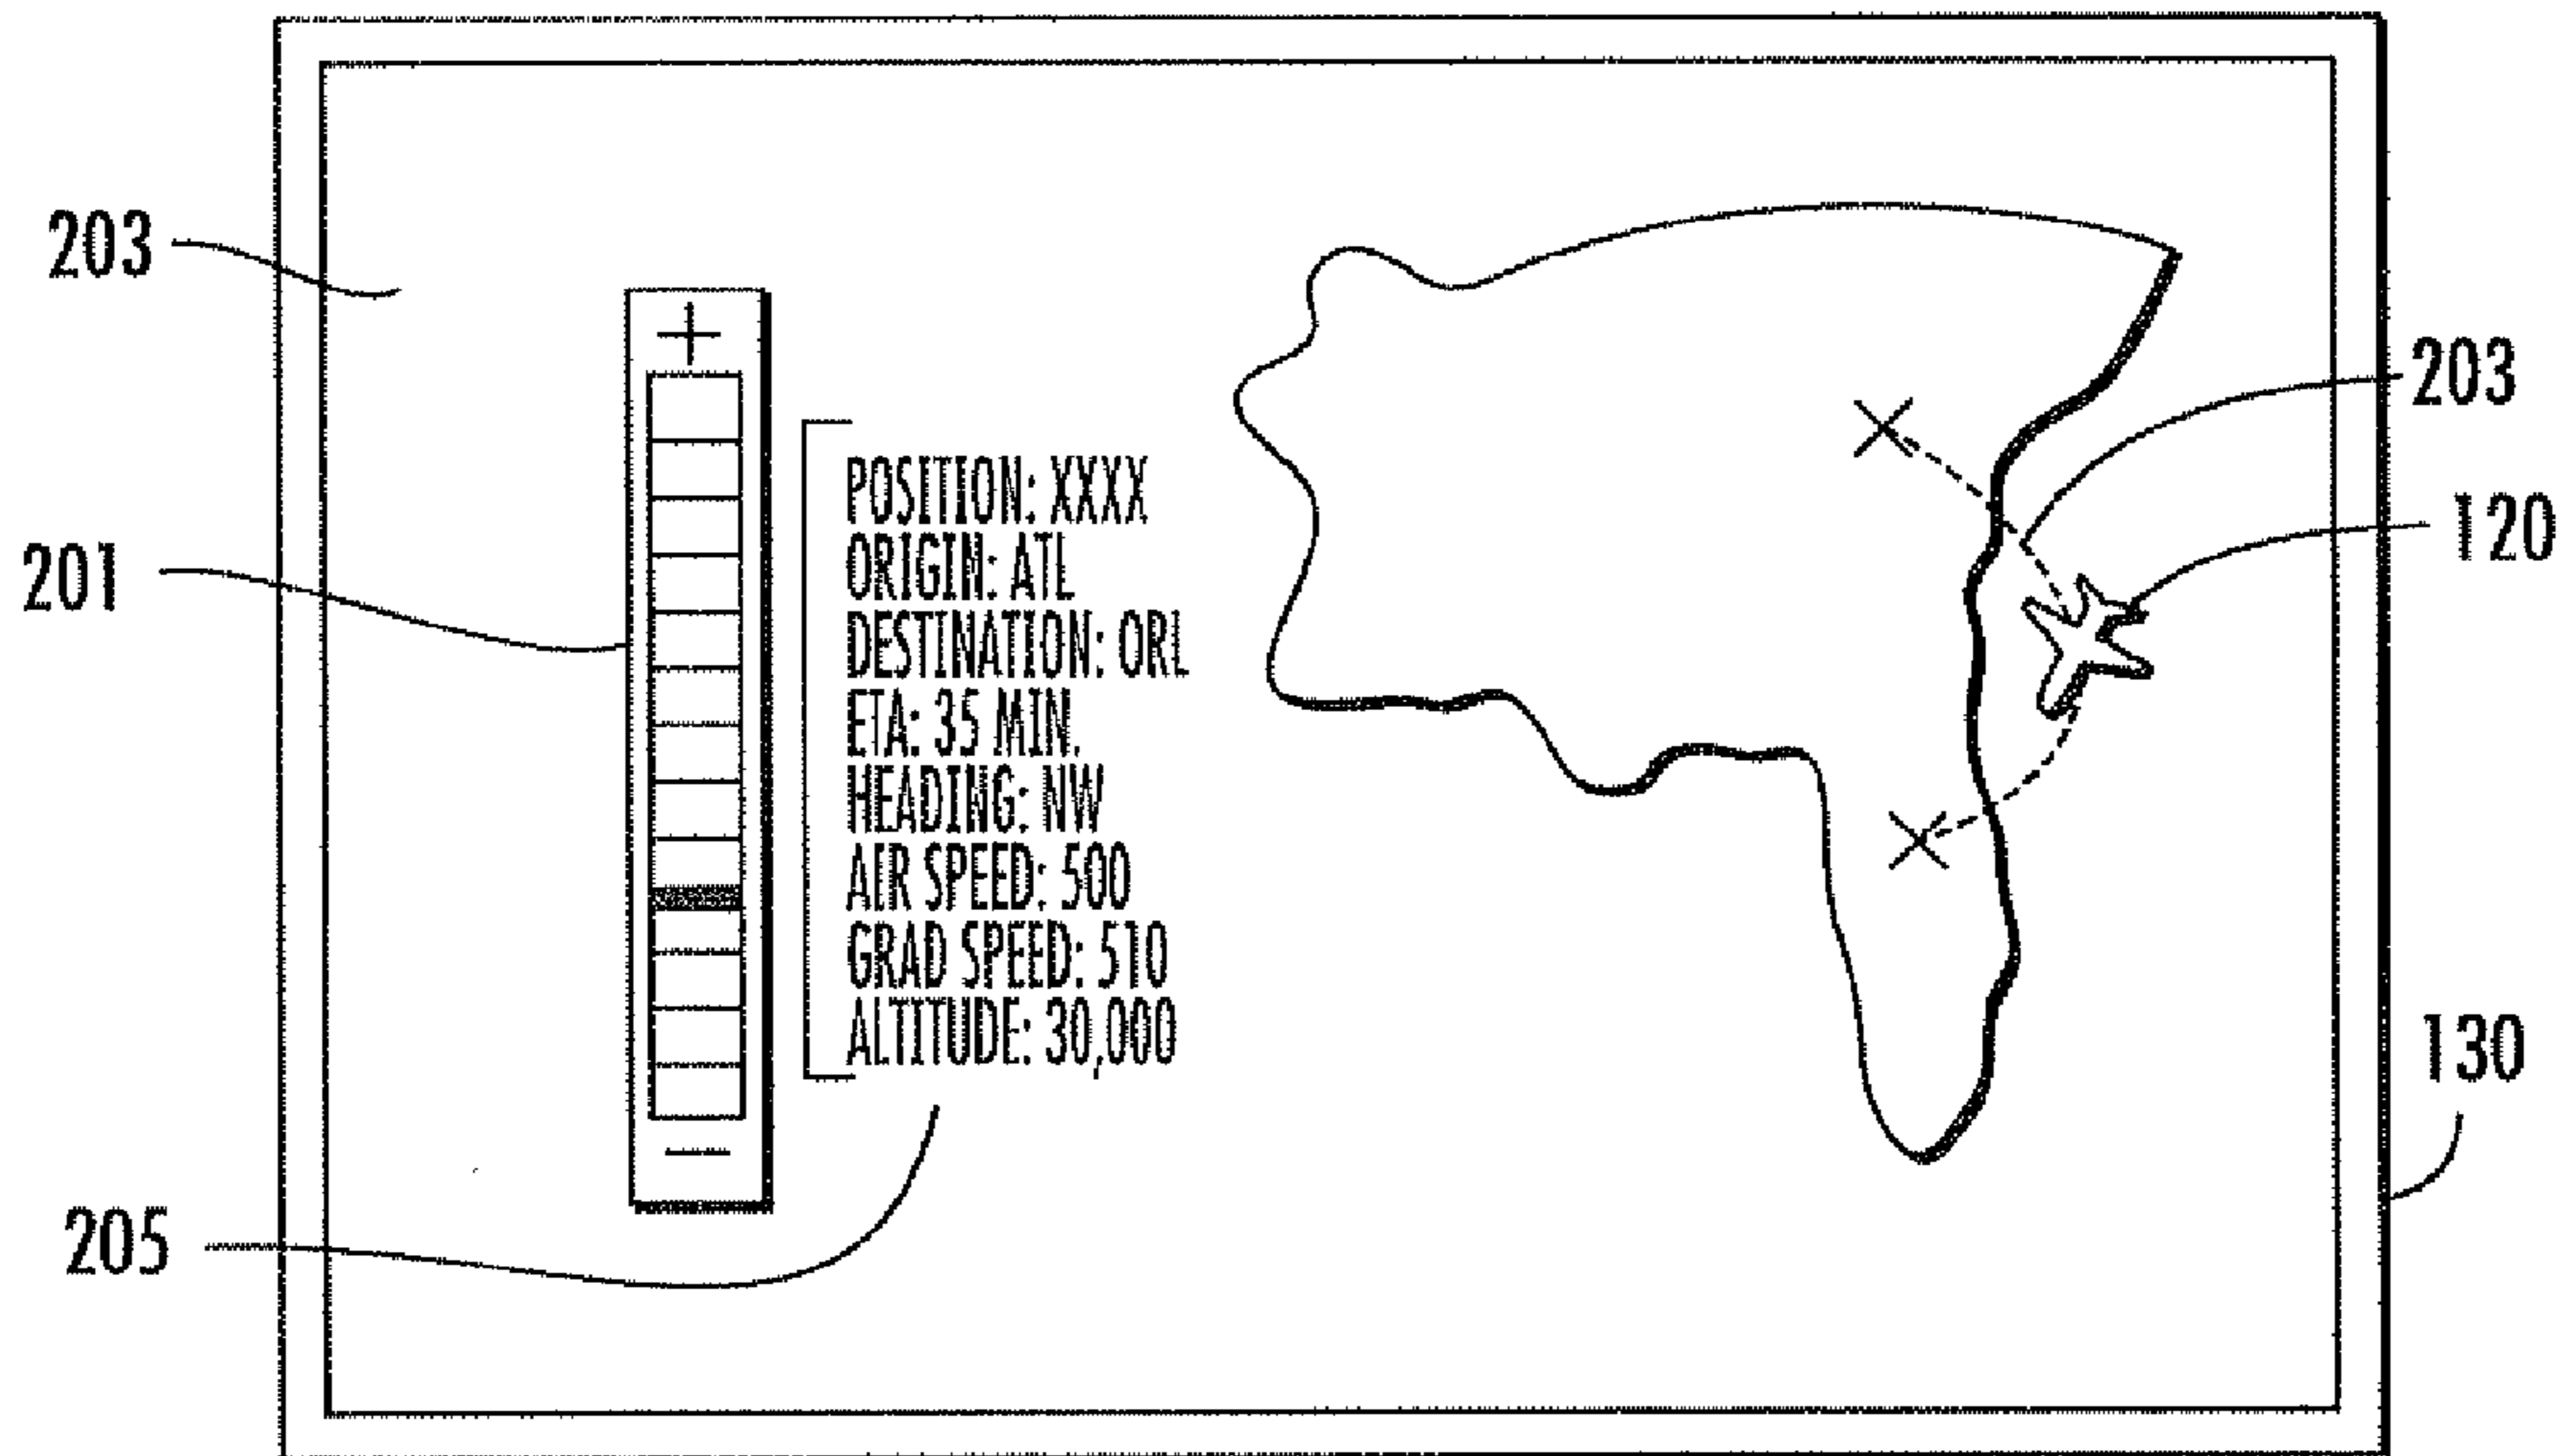 203
+
203
120
201
POSITION: XXXX
ORIGIN: ATL
DESTINATION: ORL
ETA: 35 MIN.
HEADING: NW
AIR SPEED: 500
GRAD SPEED: 510
ALTITUDE: 30,000
130
−
205